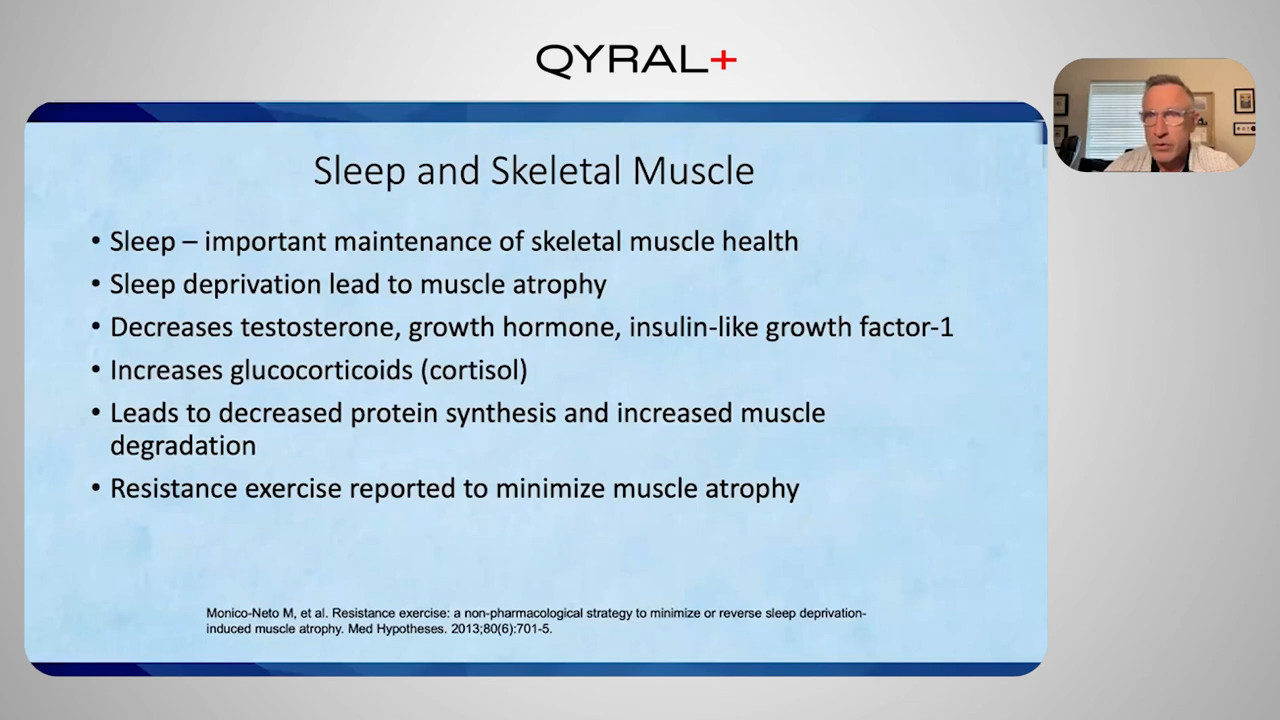 QYRAL+
Sleep and Skeletal Muscle
• Sleep – important maintenance of skeletal muscle health
• Sleep deprivation lead to muscle atrophy
• Decreases testosterone, growth hormone, insulin-like growth factor-1
• Increases glucocorticoids (cortisol)
• Leads to decreased protein synthesis and increased muscle
degradation
• Resistance exercise reported to minimize muscle atrophy
Monico-Neto M, et al. Resistance exercise: a non-pharmacological strategy to minimize or reverse sleep deprivation-
induced muscle atrophy. Med Hypotheses. 2013;80(6):701-5.